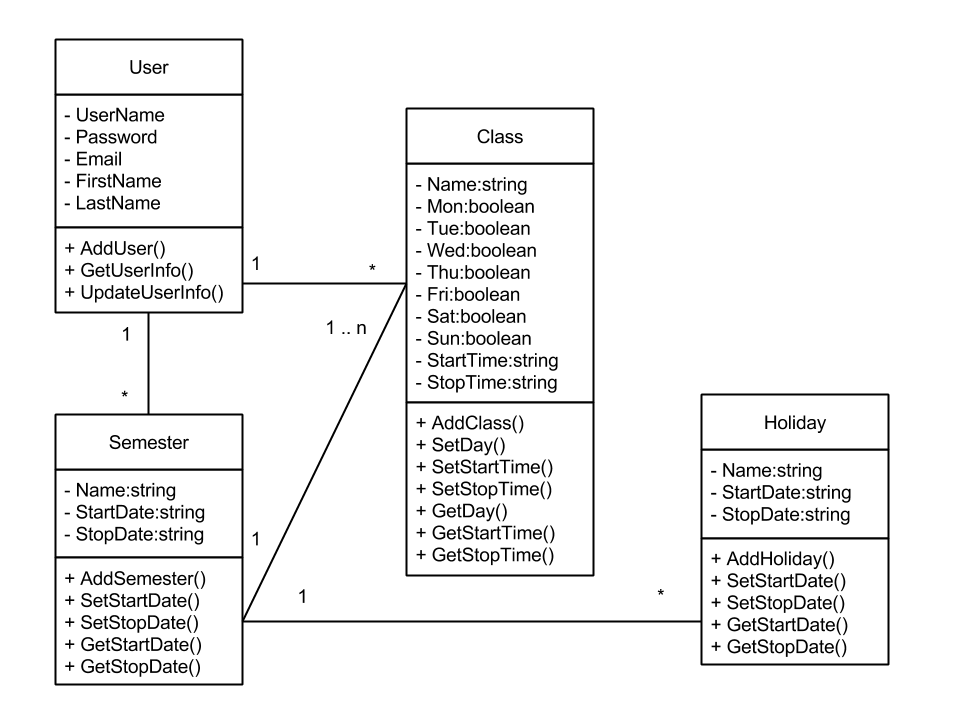 User
- UserName
- Password
- Email
- FirstName
- LastName
+ AddUser()
+ GetUserInfo()
+ UpdateUserInfo()
1
*
1
*
1 .. n
1
Class
- Name:string
- Mon:boolean
- Tue:boolean
- Wed:boolean
- Thu:boolean
- Fri:boolean
- Sat:boolean
- Sun:boolean
- StartTime:string
- StopTime:string
+ AddClass()
+ SetDay()
+ SetStartTime()
+ SetStopTime()
+ GetDay()
+ GetStartTime()
+ GetStopTime()
Semester
- Name:string
- StartDate:string
- StopDate:string
+ AddSemester()
+ SetStartDate()
+ SetStopDate()
+ GetStartDate()
+ GetStopDate()
1
*
Holiday
- Name:string
- StartDate:string
- StopDate:string
+ AddHoliday()
+ SetStartDate()
+ SetStopDate()
+ GetStartDate()
+ GetStopDate()